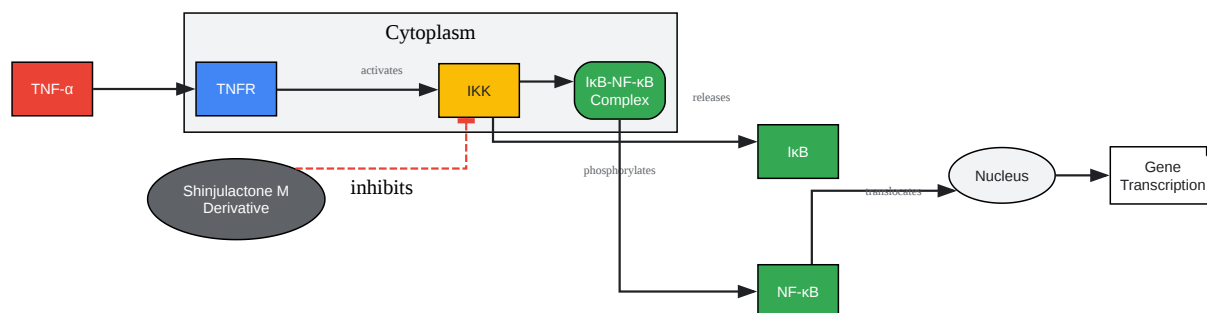 Cytoplasm
TNF-α
TNFR
activates
IKK
IκB-NF-κB
Complex
releases
IκB
phosphorylates
Shinjulactone M
Derivative
inhibits
Nucleus
translocates
Gene
Transcription
NF-κB